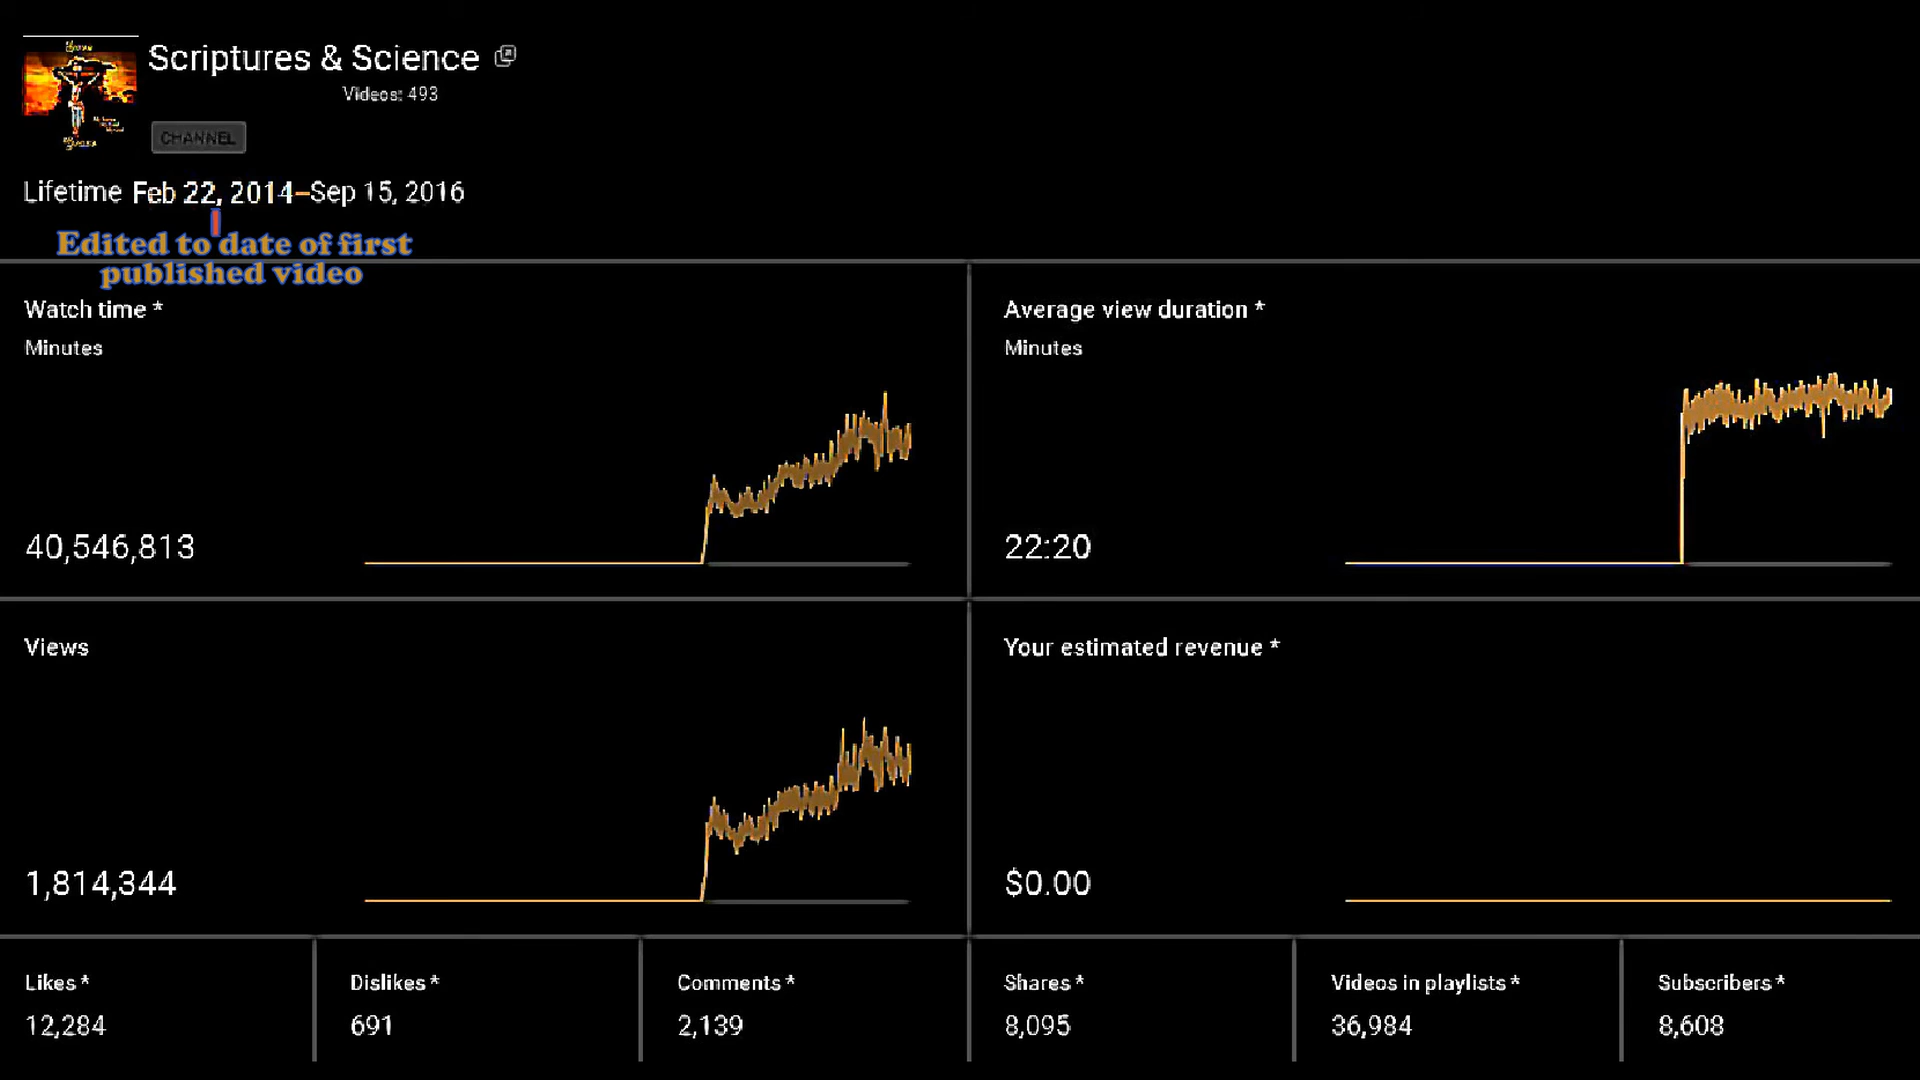 Scriptures & Science
Videos: 493
CHANNEL
Lifetime Feb 22, 2014–Sep 15, 2016
Edited to date of first
published video
Watch time *
Minutes
40,546,813
Average view duration *
Minutes
22:20
Views
1,814,344
Your estimated revenue *
$0.00
Likes *
12,284
Dislikes *
691
Comments *
2,139
Shares *
8,095
Videos in playlists *
36,984
Subscribers *
8,608